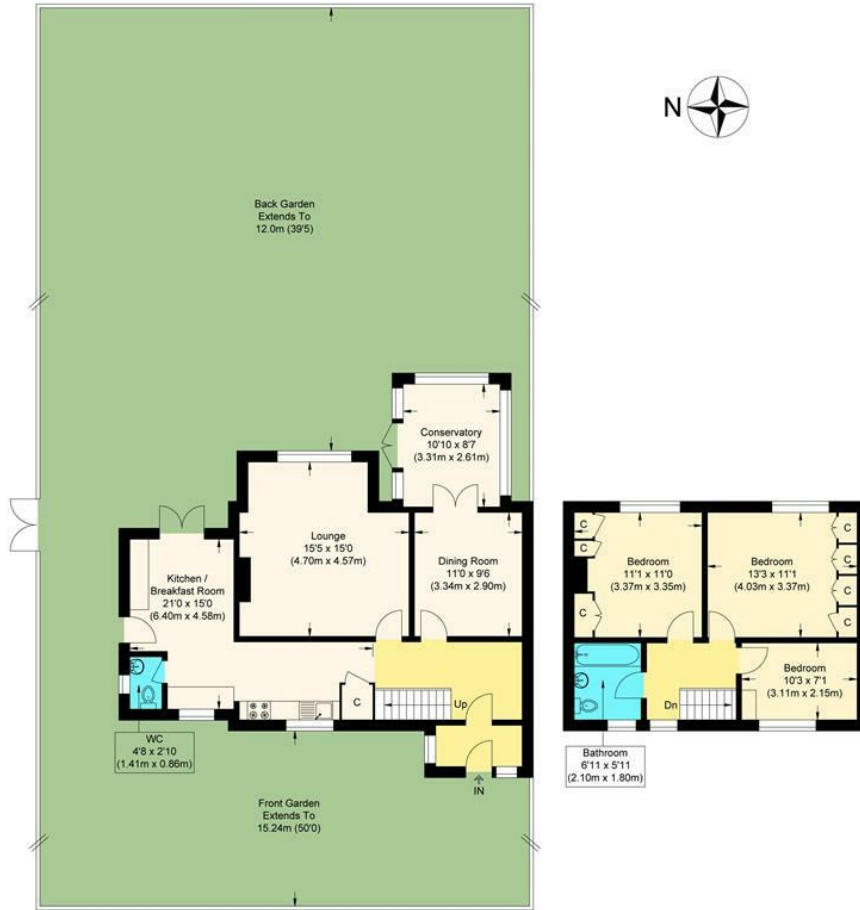 N
Back Garden
Extends To
12.0m (39'5)
Conservatory
10'10 x 8'7
(3.31m x 2.61m)
Lounge
15'5 x 15'0
(4.70m x 4.57m)
Dining Room
11'0 x 9'6
(3.34m x 2.90m)
Kitchen /
Breakfast Room
21'0 x 15'0
(6.40m x 4.58m)
C
Up
WC
4'8 x 2'10
(1.41m x 0.86m)
IN
Front Garden
Extends To
15.24m (50'0)
C
C
C
Bedroom
11'1 x 11'0
(3.37m x 3.35m)
Bedroom
13'3 x 11'1
(4.03m x 3.37m)
C
C
C
C
Bedroom
10'3 x 7'1
(3.11m x 2.15m)
Dn
Bathroom
6'11 x 5'11
(2.10m x 1.80m)